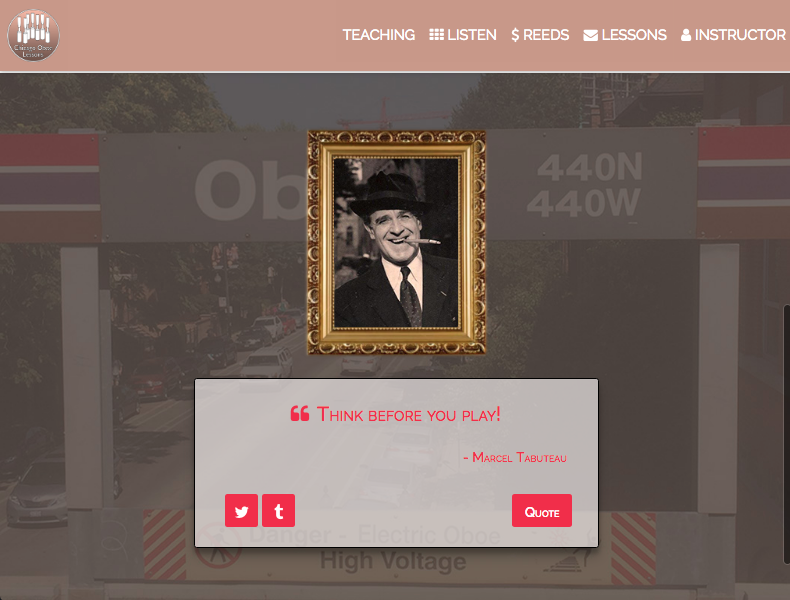 Chicago Oboe
Lessons
TEACHING LISTEN $ REEDS LESSONS INSTRUCTOR
Ob
440N
440W
“ Think before you play!
- Marcel Tabuteau
t Quote
Danger - Electric Oboe
High Voltage